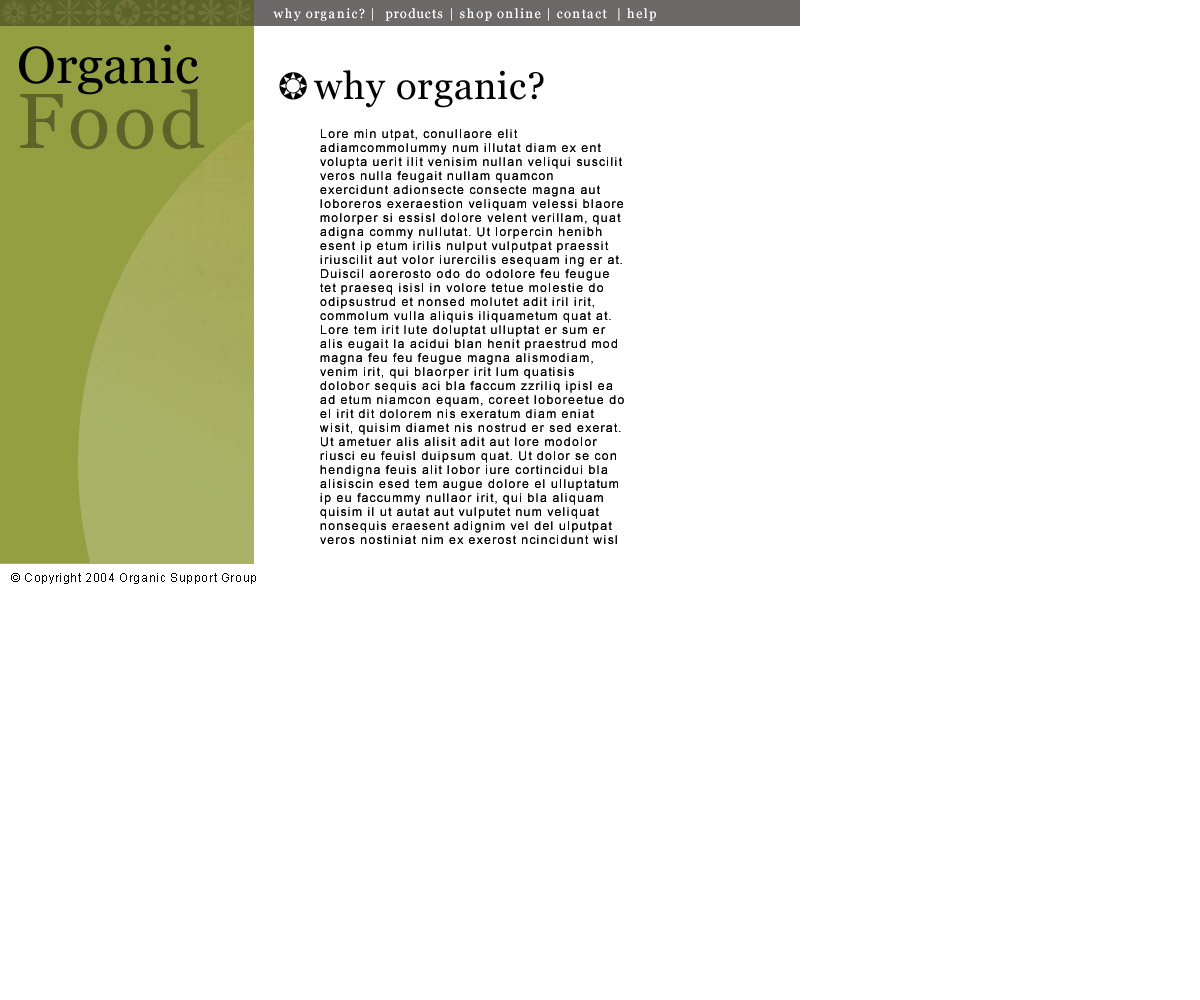 why organic? | products | shop online | contact | help
Organic
Food
why organic?
Lore min utpat, conullaore elit
adiamcommolummy num illutat diam ex ent
volupta uerit ilit venisim nullan veliqui suscilit
veros nulla feugait nullam quamcon
exercidunt adionsecte consecte magna aut
loboreros exeraestion veliquam velessi blaore
molorper si essisl dolore velent verillam, quat
adigna commy nullutat. Ut lorpercin henibh
esent ip etum irilis nulput vulputpat praessit
iriuscilit aut volor iurercilis esequam ing er at.
Duiscil aorerosto odo do odolore feu feugue
tet praeseq isisl in volore tetue molestie do
odipsustrud et nonsed molutet adit iril irit,
commolum vulla aliquis iliquametum quat at.
Lore tem irit lute doluptat ulluptat er sum er
alis eugait la acidui blan henit praestrud mod
magna feu feu feugue magna alismodiam,
venim irit, qui blaorper irit lum quatisis
dolobor sequis aci bla faccum zzriliq ipisl ea
ad etum niamcon equam, coreet loboreetue do
el irit dit dolorem nis exeratum diam eniat
wisit, quisim diamet nis nostrud er sed exerat.
Ut ametuer alis alisit adit aut lore modolor
riusci eu feuisl duipsum quat. Ut dolor se con
hendigna feuis alit lobor iure cortincidui bla
alisiscin esed tem augue dolore el ulluptatum
ip eu faccummy nullaor irit, qui bla aliquam
quisim il ut autat aut vulputet num veliquat
nonsequis eraesent adignim vel del ulputpat
veros nostiniat nim ex exerost ncincidunt wisl
© Copyright 2004 Organic Support Group